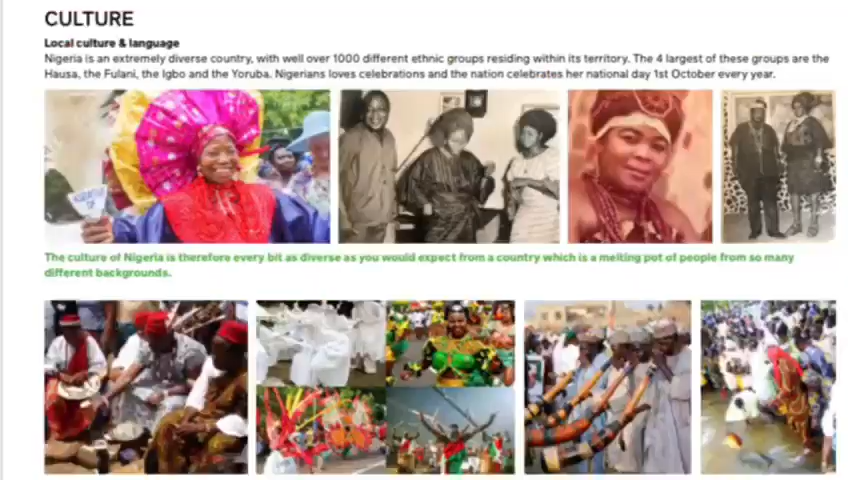 CULTURE
Local culture & language
Nigeria is an extremely diverse country, with well over 1000 different ethnic groups residing within its territory. The 4 largest of these groups are the
Hausa, the Fulani, the Igbo and the Yoruba. Nigerians loves celebrations and the nation celebrates her national day 1st October every year.
The culture of Nigeria is therefore every bit as diverse as you would expect from a country which is a melting pot of people from so many
different backgrounds.